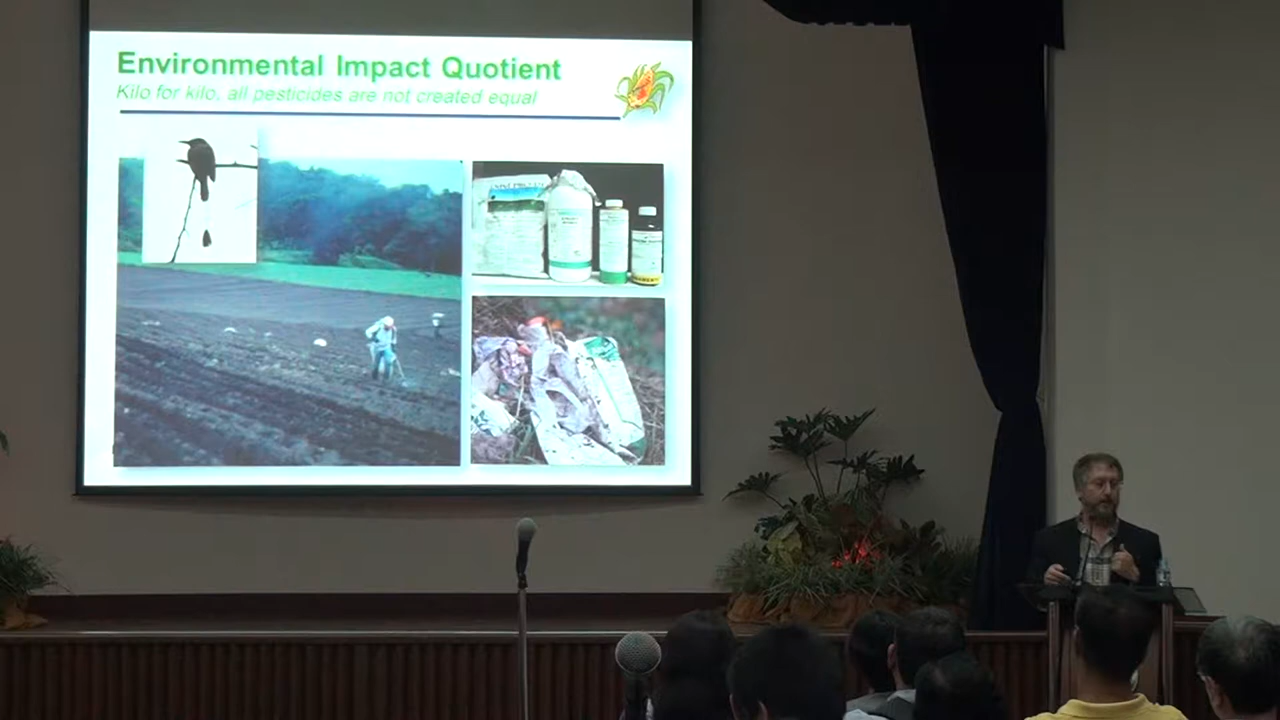 Environmental Impact Quotient
Kilo for kilo, all pesticides are not created equal